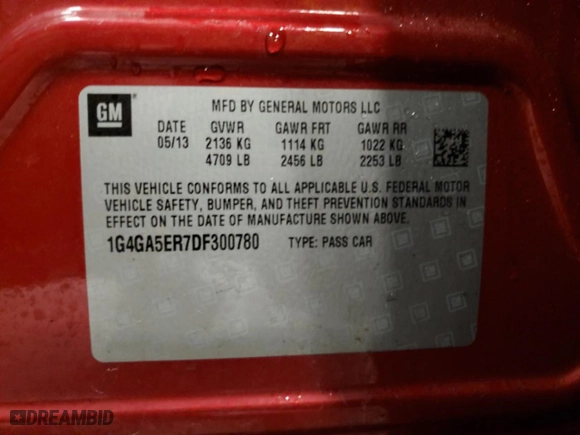 GM
MFD BY GENERAL MOTORS LLC
DATE GVWR GAWR FRT GAWR RR
05/13 2136 KG 1114 KG 1022 KG
4709 LB 2456 LB 2253 LB
THIS VEHICLE CONFORMS TO ALL APPLICABLE U.S. FEDERAL MOTOR
VEHICLE SAFETY, BUMPER, AND THEFT PREVENTION STANDARDS IN
EFFECT ON THE DATE OF MANUFACTURE SHOWN ABOVE.
1G4GA5ER7DF300780 TYPE: PASS CAR
DREAMBID